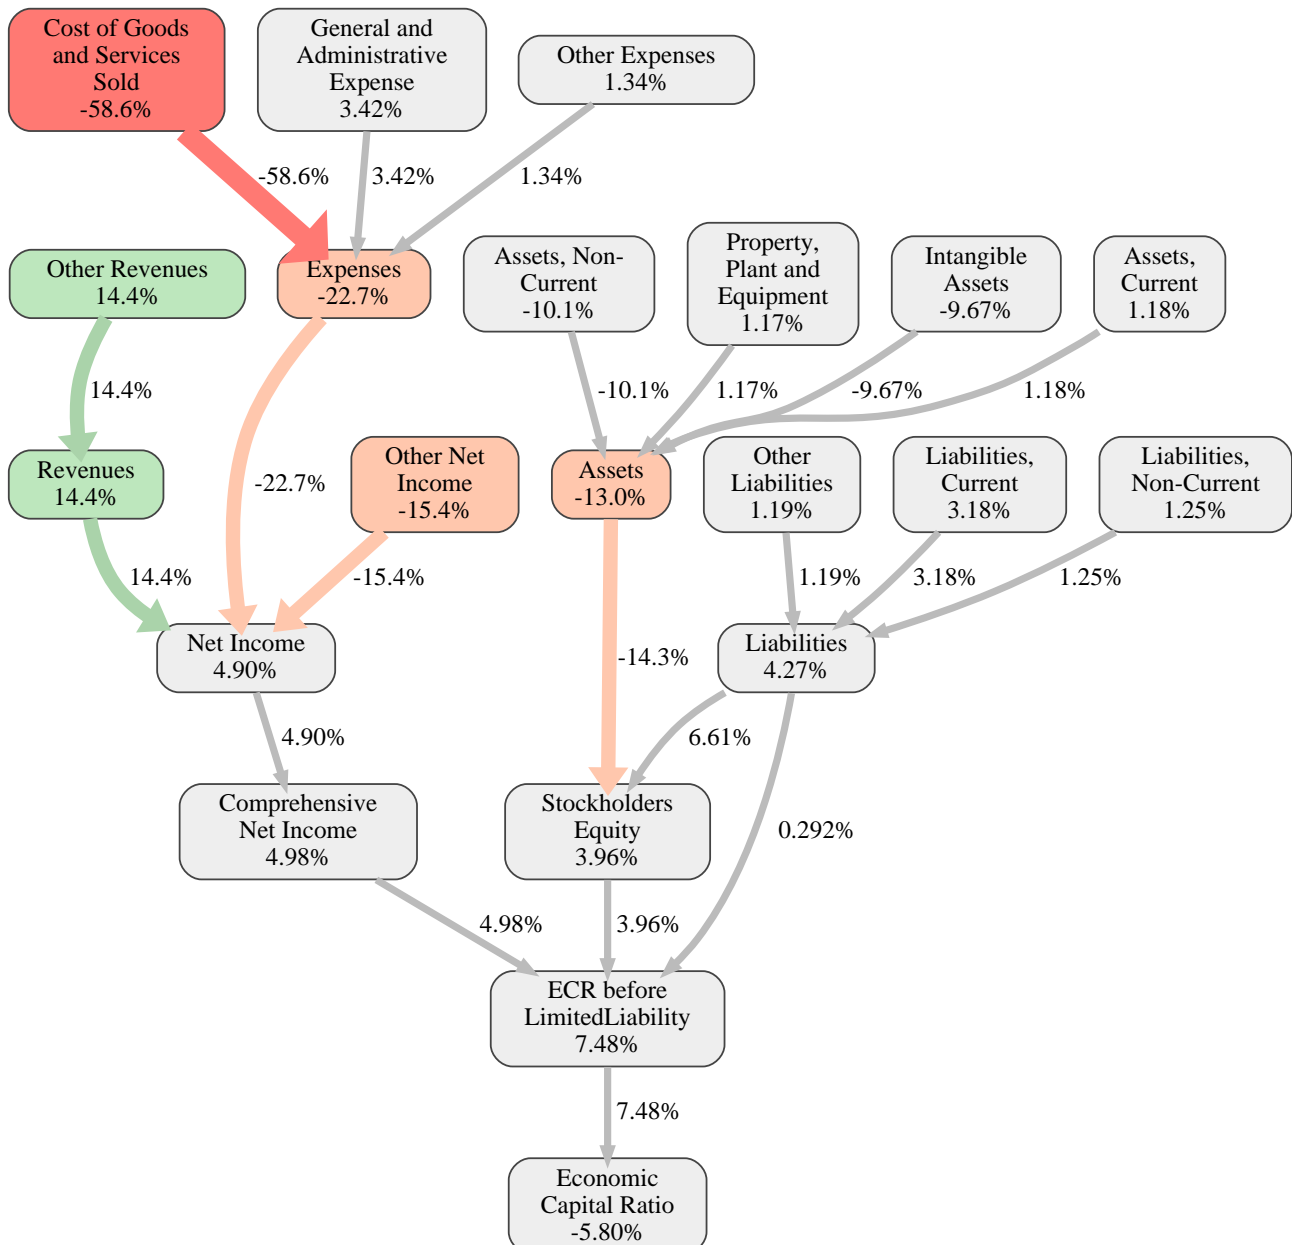 Cost of Goods
and Services
Sold
-58.6%
General and
Administrative
Expense
3.42%
Other Expenses
1.34%
-58.6%
3.42%
1.34%
Other Revenues
14.4%
Expenses
-22.7%
Assets, Non-
Current
-10.1%
Property,
Plant and
Equipment
1.17%
Intangible
Assets
-9.67%
Assets,
Current
1.18%
14.4%
-10.1%
1.17%
-9.67%
1.18%
Revenues
14.4%
-22.7%
Other Net
Income
-15.4%
Assets
-13.0%
Other
Liabilities
1.19%
Liabilities,
Current
3.18%
Liabilities,
Non-Current
1.25%
14.4%
-15.4%
1.19%
3.18%
1.25%
Net Income
4.90%
-14.3%
Liabilities
4.27%
4.90%
6.61%
Comprehensive
Net Income
4.98%
Stockholders
Equity
3.96%
0.292%
4.98%
3.96%
ECR before
LimitedLiability
7.48%
7.48%
Economic
Capital Ratio
-5.80%